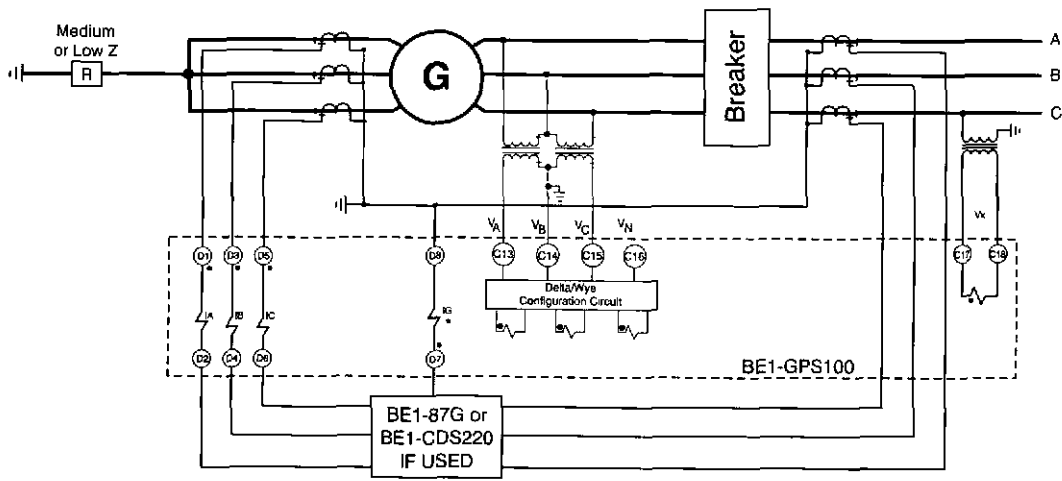 Medium
or Low Z
R
G
Breaker
A
B
C
VA
VB
VC
VN
Vx
D1
D3
D5
D8
C13
C14
C15
C16
C17
C18
Delta/Wye
Configuration Circuit
IA
IB
IC
IG
D2
D4
D6
D7
BE1-GPS100
BE1-87G or
BE1-CDS220
IF USED